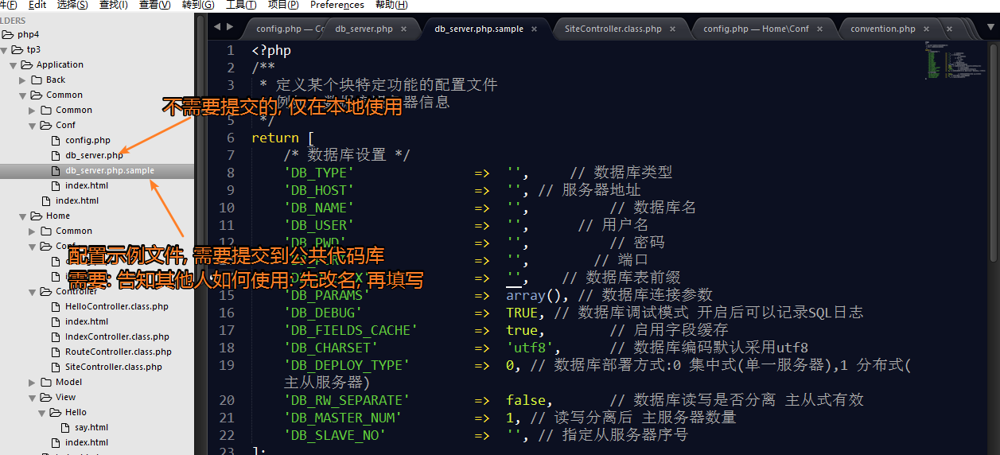 件(F) Edit 选择(S) 查找(I) 查看(V) 转到(G) 工具(T) 项目(P) Preferences 帮助(H)
LDERS
php4
tp3
Application
Back
Common
Common
Conf
config.php
db_server.php
db_server.php.sample
index.html
index.html
Home
Common
Conf
Controller
HelloController.class.php
index.html
IndexController.class.php
RouteController.class.php
SiteController.class.php
Model
View
Hello
say.html
index.html
config.php — Co
db_server.php ×
db_server.php.sample ×
SiteController.class.php ×
config.php — Home\Conf ×
convention.php ×
1 <?php
2 /**
3 * 定义某个块特定功能的配置文件
器信息
5 */
6 return [
7 /* 数据库设置 */
8 'DB_TYPE' => '', // 数据库类型
9 'DB_HOST' => '', // 服务器地址
10 'DB_NAME' => '', // 数据库名
11 'DB_USER' => '', // 用户名
12 'DB_PWD' => '', // 密码
=> '', // 端口
=> '', // 数据库表前缀
15 'DB_PARAMS' => array(), // 数据库连接参数
16 'DB_DEBUG' => TRUE, // 数据库调试模式 开启后可以记录SQL日志
17 'DB_FIELDS_CACHE' => true, // 启用字段缓存
18 'DB_CHARSET' => 'utf8', // 数据库编码默认采用utf8
19 'DB_DEPLOY_TYPE' => 0, // 数据库部署方式:0 集中式(单一服务器),1 分布式(
主从服务器)
20 'DB_RW_SEPARATE' => false, // 数据库读写是否分离 主从式有效
21 'DB_MASTER_NUM' => 1, // 读写分离后 主服务器数量
22 'DB_SLAVE_NO' => '', // 指定从服务器序号
23 ];
不需要提交的, 仅在本地使用
配置示例文件, 需要提交到公共代码库
需要: 告知其他人如何使用: 先改名, 再填写